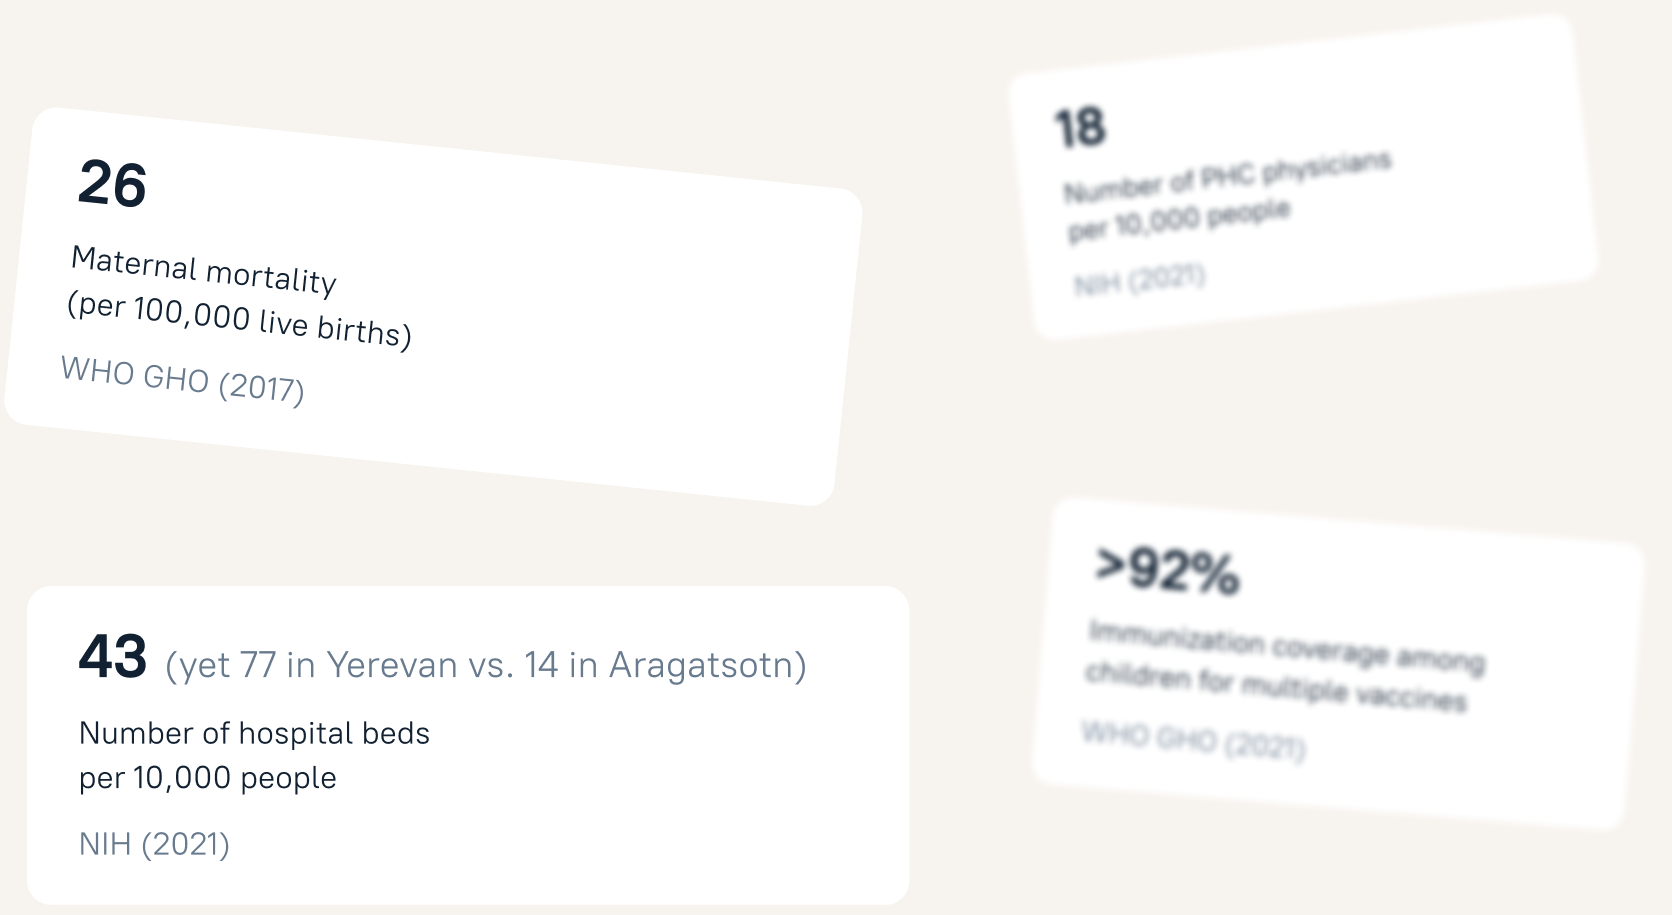 26
Maternal mortality
(per 100,000 live births)
WHO GHO (2017)
18
Number of PHC physicians
per 10,000 people
NIH (2021)
43 (yet 77 in Yerevan vs. 14 in Aragatsotn)
Number of hospital beds
per 10,000 people
NIH (2021)
>92%
Immunization coverage among
children for multiple vaccines
WHO GHO (2021)